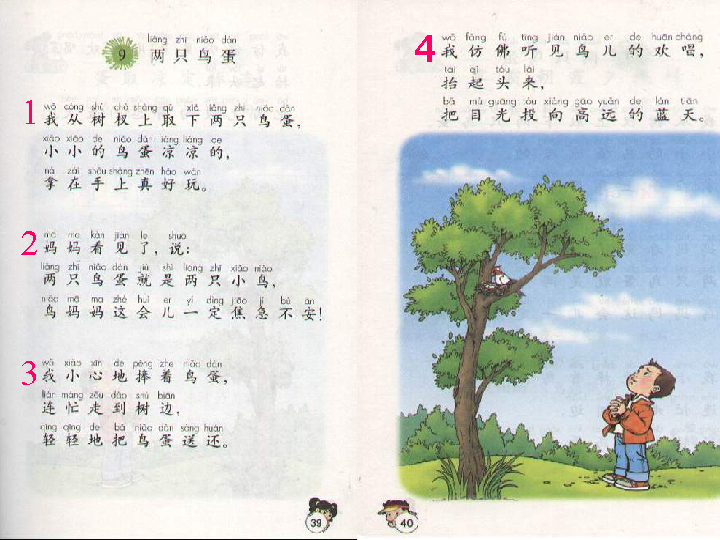 9 两只鸟蛋
liǎng zhī niǎo dàn
1
wǒ cóng shù chà shàng qǔ xià liǎng zhī niǎo dàn
我从树杈上取下两只鸟蛋，
xiǎo xiǎo de niǎo dàn liáng liáng de
小小的鸟蛋凉凉的，
ná zài shǒu shàng zhēn hǎo wán
拿在手上真好玩。
2
mā ma kàn jiàn le shuō
妈妈看见了，说：
liǎng zhī niǎo dàn jiù shì liǎng zhī xiǎo niǎo
两只鸟蛋就是两只小鸟，
niǎo mā ma zhè huì er yí dìng jiāo jí bù ān
鸟妈妈这会儿一定焦急不安！
3
wǒ xiǎo xīn de pěng zhe niǎo dàn
我小心地捧着鸟蛋，
lián máng zǒu dào shù biān
连忙走到树边，
qīng qīng de bǎ niǎo dàn sòng huán
轻轻地把鸟蛋送还。
39
4
wǒ fǎng fú tīng jiàn niǎo er de huān chàng
我仿佛听见鸟儿的欢唱，
tái qǐ tóu lái
抬起头来，
bǎ mù guāng tóu xiàng gāo yuǎn de lán tiān
把目光投向高远的蓝天。
40